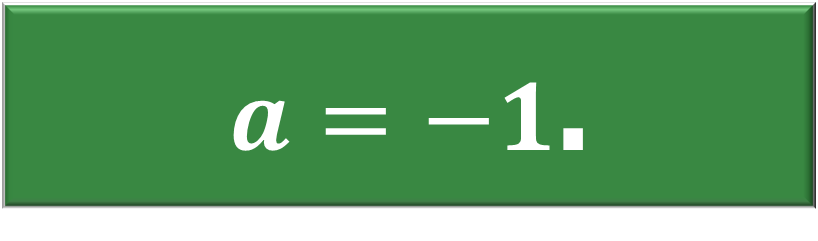 a = −1.